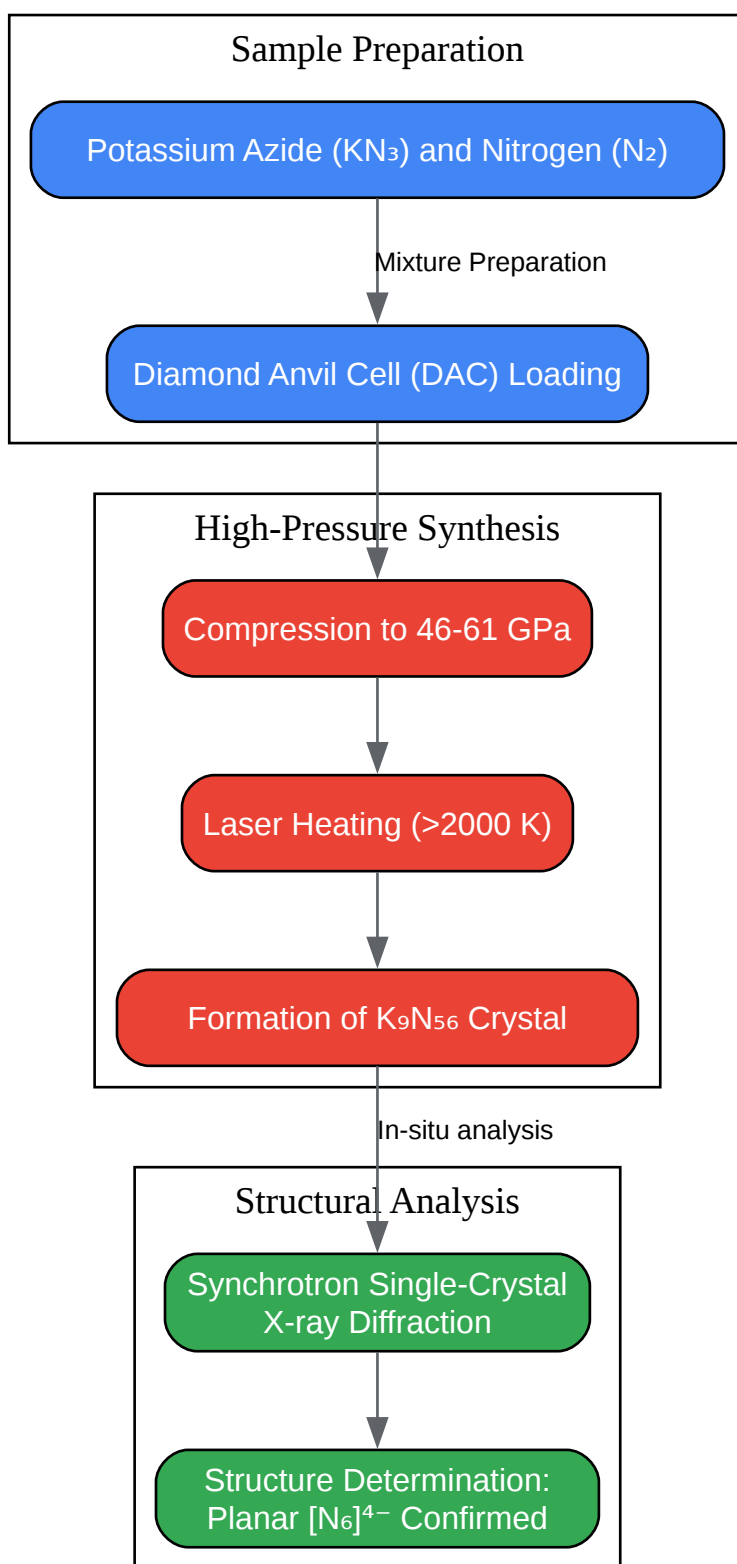 Sample Preparation
Potassium Azide (KN₃) and Nitrogen (N₂)
Mixture Preparation
Diamond Anvil Cell (DAC) Loading
High-Pressure Synthesis
Compression to 46-61 GPa
Laser Heating (>2000 K)
Formation of K₉N₅₆ Crystal
In-situ analysis
Structural Analysis
Synchrotron Single-Crystal
X-ray Diffraction
Structure Determination:
Planar [N₆]⁴⁻ Confirmed